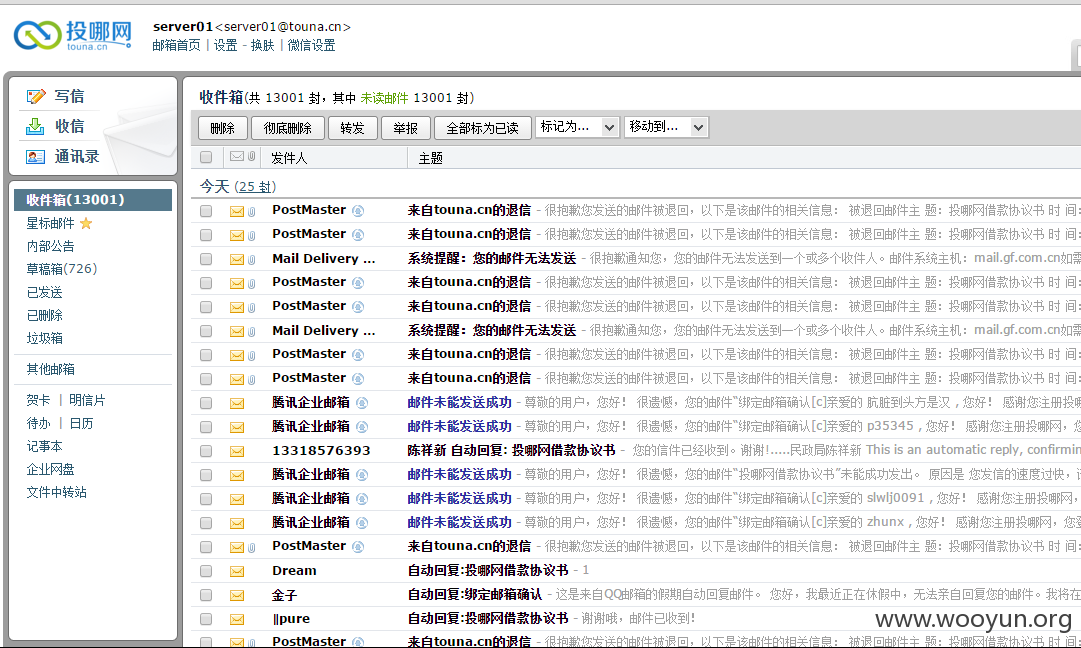 投哪网
touna.cn
server01<server01@touna.cn>
邮箱首页 | 设置 - 换肤 | 微信设置
写信
收信
通讯录
收件箱(13001)
星标邮件
内部公告
草稿箱(726)
已发送
已删除
垃圾箱
其他邮箱
贺卡 | 明信片
待办 | 日历
记事本
企业网盘
文件中转站
收件箱(共 13001 封，其中 未读邮件 13001 封)
删除 彻底删除 转发 举报 全部标为已读 标记为... 移动到...
发件人 主题
今天 (25 封)
PostMaster 来自touna.cn的退信 - 很抱歉您发送的邮件被退回，以下是该邮件的相关信息： 被退回邮件主 题：投哪网借款协议书 时 间：
PostMaster 来自touna.cn的退信 - 很抱歉您发送的邮件被退回，以下是该邮件的相关信息： 被退回邮件主 题：投哪网借款协议书 时 间：
Mail Delivery ... 系统提醒：您的邮件无法发送 - 很抱歉通知您，您的邮件无法发送到一个或多个收件人。邮件系统主机：mail.gf.com.cn如需
PostMaster 来自touna.cn的退信 - 很抱歉您发送的邮件被退回，以下是该邮件的相关信息： 被退回邮件主 题：投哪网借款协议书 时 间：
PostMaster 来自touna.cn的退信 - 很抱歉您发送的邮件被退回，以下是该邮件的相关信息： 被退回邮件主 题：投哪网借款协议书 时 间：
Mail Delivery ... 系统提醒：您的邮件无法发送 - 很抱歉通知您，您的邮件无法发送到一个或多个收件人。邮件系统主机：mail.gf.com.cn如需
PostMaster 来自touna.cn的退信 - 很抱歉您发送的邮件被退回，以下是该邮件的相关信息： 被退回邮件主 题：投哪网借款协议书 时 间：
PostMaster 来自touna.cn的退信 - 很抱歉您发送的邮件被退回，以下是该邮件的相关信息： 被退回邮件主 题：投哪网借款协议书 时 间：
腾讯企业邮箱 邮件未能发送成功 - 尊敬的用户，您好！ 很遗憾，您的邮件“绑定邮箱确认[c]亲爱的 肮脏到头方是汉，您好！ 感谢您注册投哪
腾讯企业邮箱 邮件未能发送成功 - 尊敬的用户，您好！ 很遗憾，您的邮件“绑定邮箱确认[c]亲爱的 p35345，您好！ 感谢您注册投哪网，您
13318576393 陈祥新 自动回复: 投哪网借款协议书 - 您的信件已经收到。谢谢!.....民政局陈祥新 This is an automatic reply, confirmin
腾讯企业邮箱 邮件未能发送成功 - 尊敬的用户，您好！ 很遗憾，您的邮件“投哪网借款协议书”未能成功发出。 原因是 您发信的速度过快，
腾讯企业邮箱 邮件未能发送成功 - 尊敬的用户，您好！ 很遗憾，您的邮件“绑定邮箱确认[c]亲爱的 slwlj0091，您好！ 感谢您注册投哪网，
腾讯企业邮箱 邮件未能发送成功 - 尊敬的用户，您好！ 很遗憾，您的邮件“绑定邮箱确认[c]亲爱的 zhunx，您好！ 感谢您注册投哪网，您登
PostMaster 来自touna.cn的退信 - 很抱歉您发送的邮件被退回，以下是该邮件的相关信息： 被退回邮件主 题：投哪网借款协议书 时 间：
Dream 自动回复:投哪网借款协议书 - 1
金子 自动回复:绑定邮箱确认 - 这是来自QQ邮箱的假期自动回复邮件。 您好，我最近正在休假中，无法亲自回复您的邮件。我将在
‖pure 自动回复:投哪网借款协议书 - 谢谢哦，邮件已收到！
PostMaster 来自touna.cn的退信 - 很抱歉您发送的邮件被退回，以下是该邮件的相关信息： 被退回邮件主 题：投哪网借款协议书 时 间：
www.wooyun.org